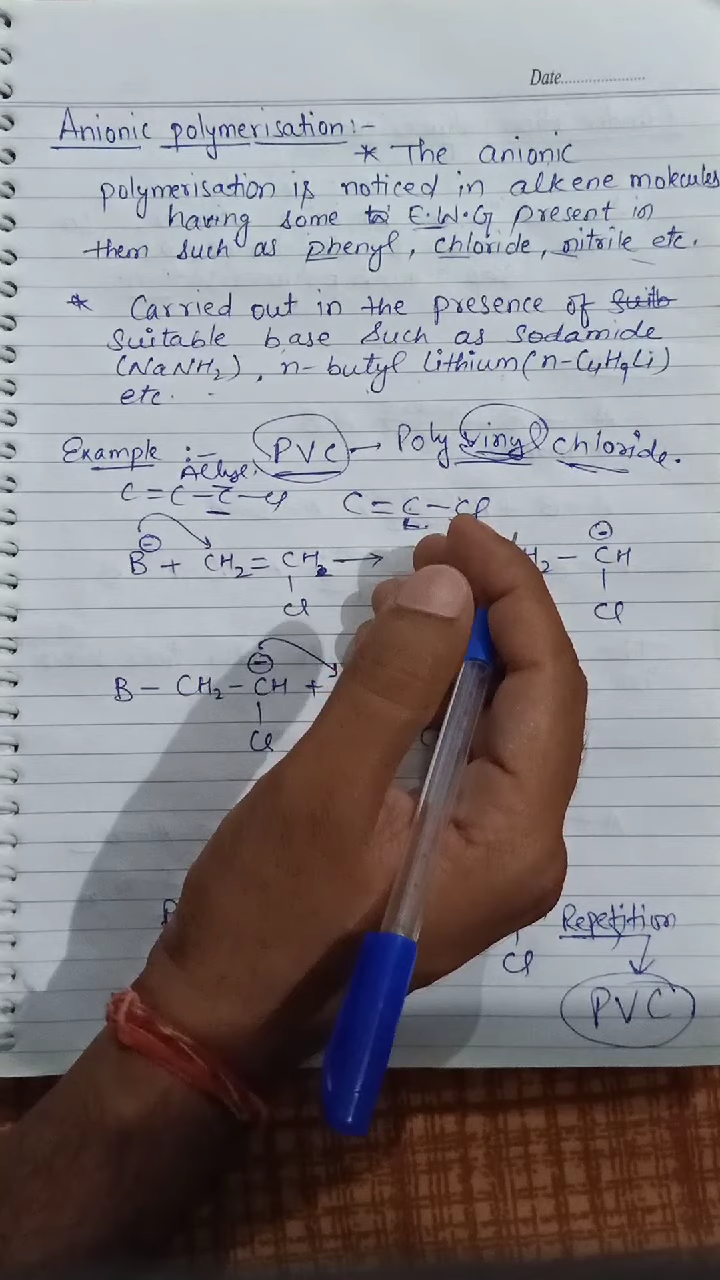 Date.....................
Anionic polymerisation:-
* The anionic
polymerisation is noticed in alkene molecules
having some E.W.G present in
them such as phenyl, chloride, nitrile etc.
* Carried out in the presence of
suitable base such as sodamide
(NaNH₂), n-butyl lithium (n-C₄H₉Li)
etc.
Example :- PVC → Poly vinyl chloride.
C=C-C-Cl C=C-Cl
B⊖ + CH₂=CH₂ → H₂-CH⊖
Cl Cl
B-CH₂-CH⊖ +
Cl
Repetition
Cl
PVC